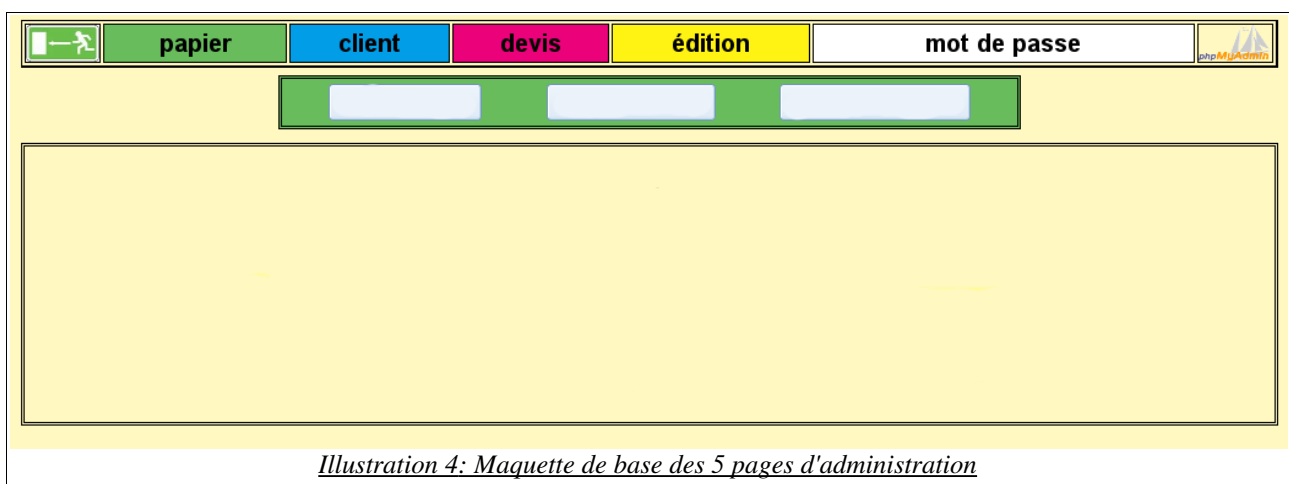 papier client devis édition mot de passe phpMyAdmin
Illustration 4: Maquette de base des 5 pages d'administration